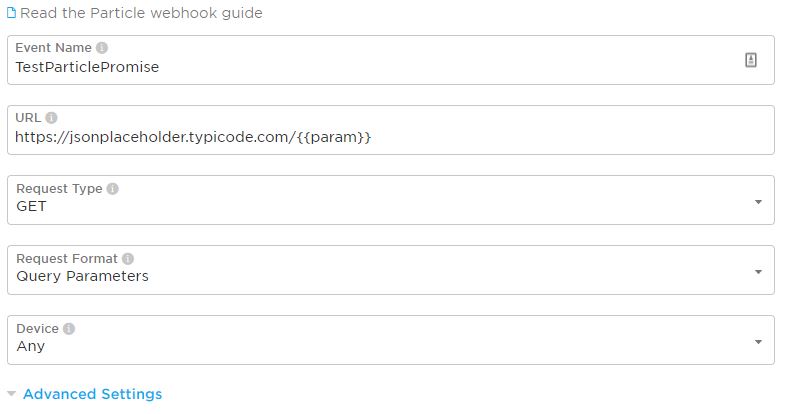 Read the Particle webhook guide
Event Name
TestParticlePromise
URL
https://jsonplaceholder.typicode.com/{{param}}
Request Type
GET
Request Format
Query Parameters
Device
Any
Advanced Settings